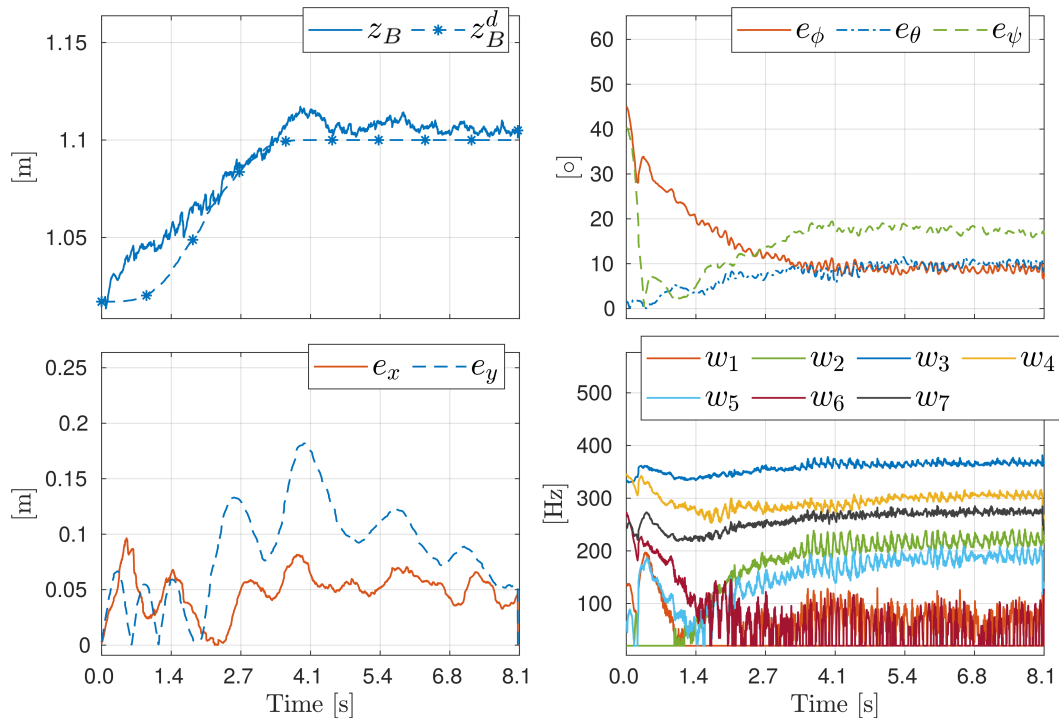 z_B z_B^d
1.15
1.10
1.05
[m]
e_ϕ e_θ e_ψ
60
50
40
30
20
10
0
[∘]
e_x e_y
0.25
0.2
0.15
0.1
0.05
0
[m]
0.0 1.4 2.7 4.1 5.4 6.8 8.1
Time [s]
w_1 w_2 w_3 w_4
w_5 w_6 w_7
500
400
300
200
100
[Hz]
0.0 1.4 2.7 4.1 5.4 6.8 8.1
Time [s]